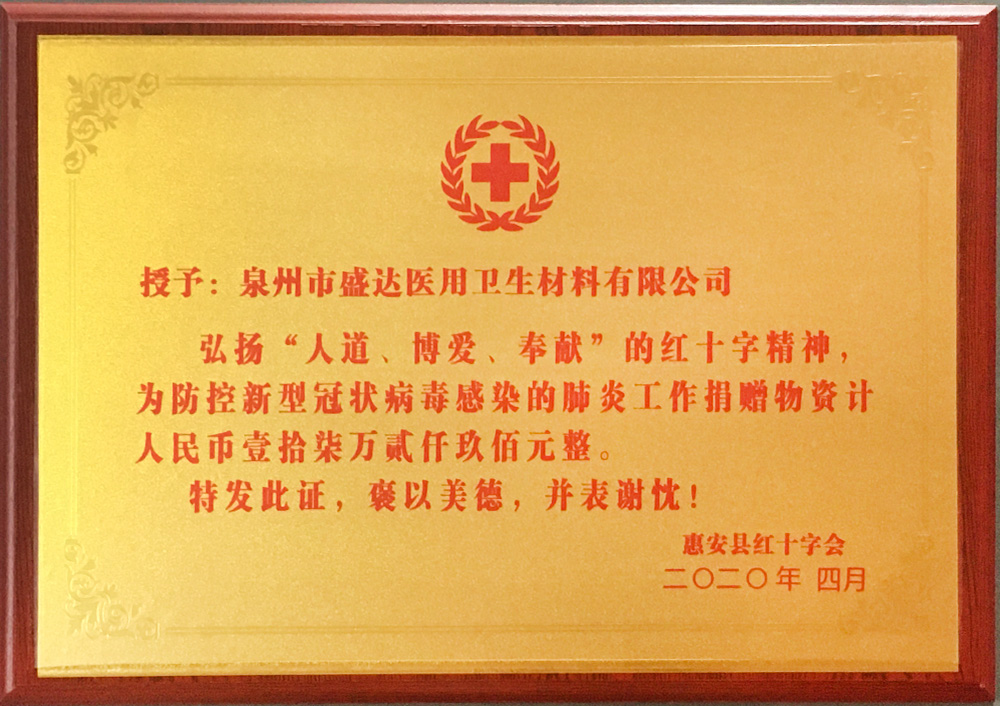 授予：泉州市盛达医用卫生材料有限公司
弘扬“人道、博爱、奉献”的红十字精神，
为防控新型冠状病毒感染的肺炎工作捐赠物资计
人民币壹拾柒万贰仟玖佰元整。
特发此证，褒以美德，并表谢忱！
惠安县红十字会
二〇二〇年 四月